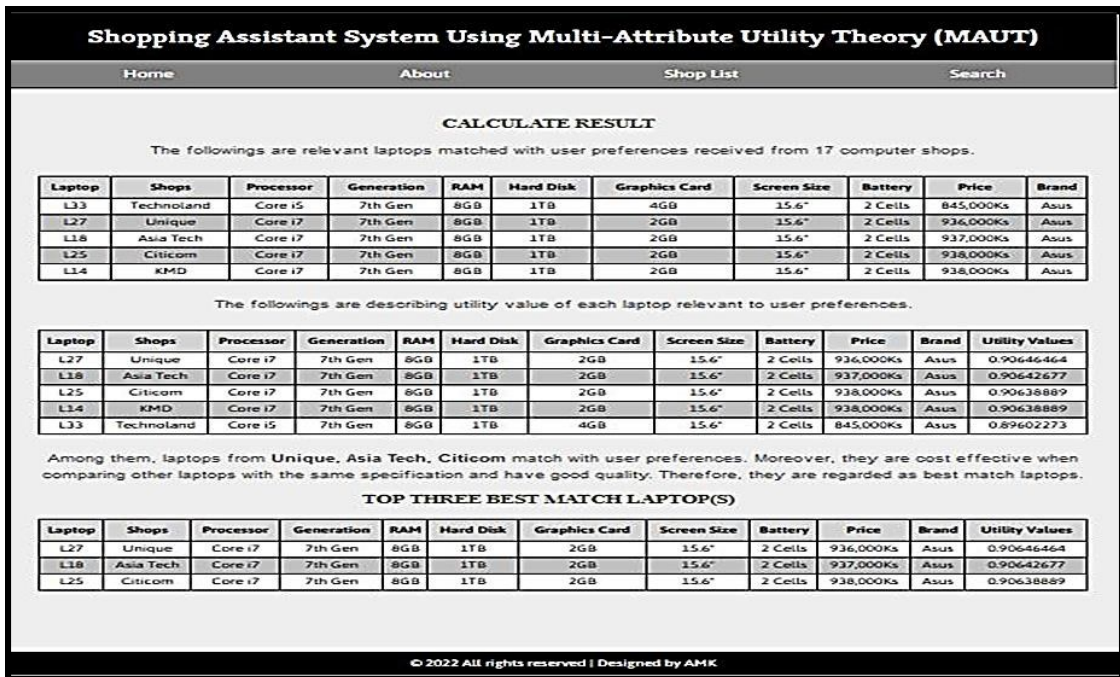 Shopping Assistant System Using Multi-Attribute Utility Theory (MAUT)
Home About Shop List Search
CALCULATE RESULT
The followings are relevant laptops matched with user preferences received from 17 computer shops.
Laptop Shops Processor Generation RAM Hard Disk Graphics Card Screen Size Battery Price Brand
L33 Technoland Core i5 7th Gen 8GB 1TB 4GB 15.6" 2 Cells 845,000Ks Asus
L27 Unique Core i7 7th Gen 8GB 1TB 2GB 15.6" 2 Cells 936,000Ks Asus
L18 Asia Tech Core i7 7th Gen 8GB 1TB 2GB 15.6" 2 Cells 937,000Ks Asus
L25 Citicom Core i7 7th Gen 8GB 1TB 2GB 15.6" 2 Cells 938,000Ks Asus
L14 KMD Core i7 7th Gen 8GB 1TB 2GB 15.6" 2 Cells 938,000Ks Asus
The followings are describing utility value of each laptop relevant to user preferences.
Laptop Shops Processor Generation RAM Hard Disk Graphics Card Screen Size Battery Price Brand Utility Values
L27 Unique Core i7 7th Gen 8GB 1TB 2GB 15.6" 2 Cells 936,000Ks Asus 0.90646464
L18 Asia Tech Core i7 7th Gen 8GB 1TB 2GB 15.6" 2 Cells 937,000Ks Asus 0.90642677
L25 Citicom Core i7 7th Gen 8GB 1TB 2GB 15.6" 2 Cells 938,000Ks Asus 0.90638889
L14 KMD Core i7 7th Gen 8GB 1TB 2GB 15.6" 2 Cells 938,000Ks Asus 0.90638889
L33 Technoland Core i5 7th Gen 8GB 1TB 4GB 15.6" 2 Cells 845,000Ks Asus 0.89602273
Among them, laptops from Unique, Asia Tech, Citicom match with user preferences. Moreover, they are cost effective when
comparing other laptops with the same specification and have good quality. Therefore, they are regarded as best match laptops.
TOP THREE BEST MATCH LAPTOP(S)
Laptop Shops Processor Generation RAM Hard Disk Graphics Card Screen Size Battery Price Brand Utility Values
L27 Unique Core i7 7th Gen 8GB 1TB 2GB 15.6" 2 Cells 936,000Ks Asus 0.90646464
L18 Asia Tech Core i7 7th Gen 8GB 1TB 2GB 15.6" 2 Cells 937,000Ks Asus 0.90642677
L25 Citicom Core i7 7th Gen 8GB 1TB 2GB 15.6" 2 Cells 938,000Ks Asus 0.90638889
© 2022 All rights reserved | Designed by AMK